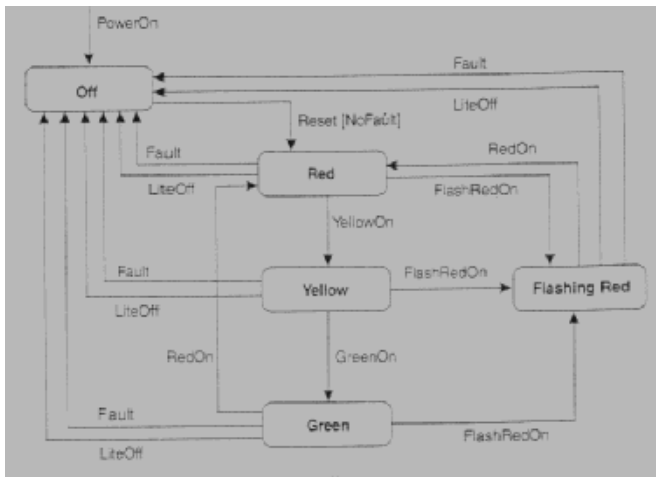 PowerOn
Fault
Off
LiteOff
Reset [NoFault]
Fault
RedOn
Red
LiteOff
FlashRedOn
YellowOn
Fault
FlashRedOn
Yellow
Flashing Red
LiteOff
RedOn
GreenOn
Fault
Green
FlashRedOn
LiteOff